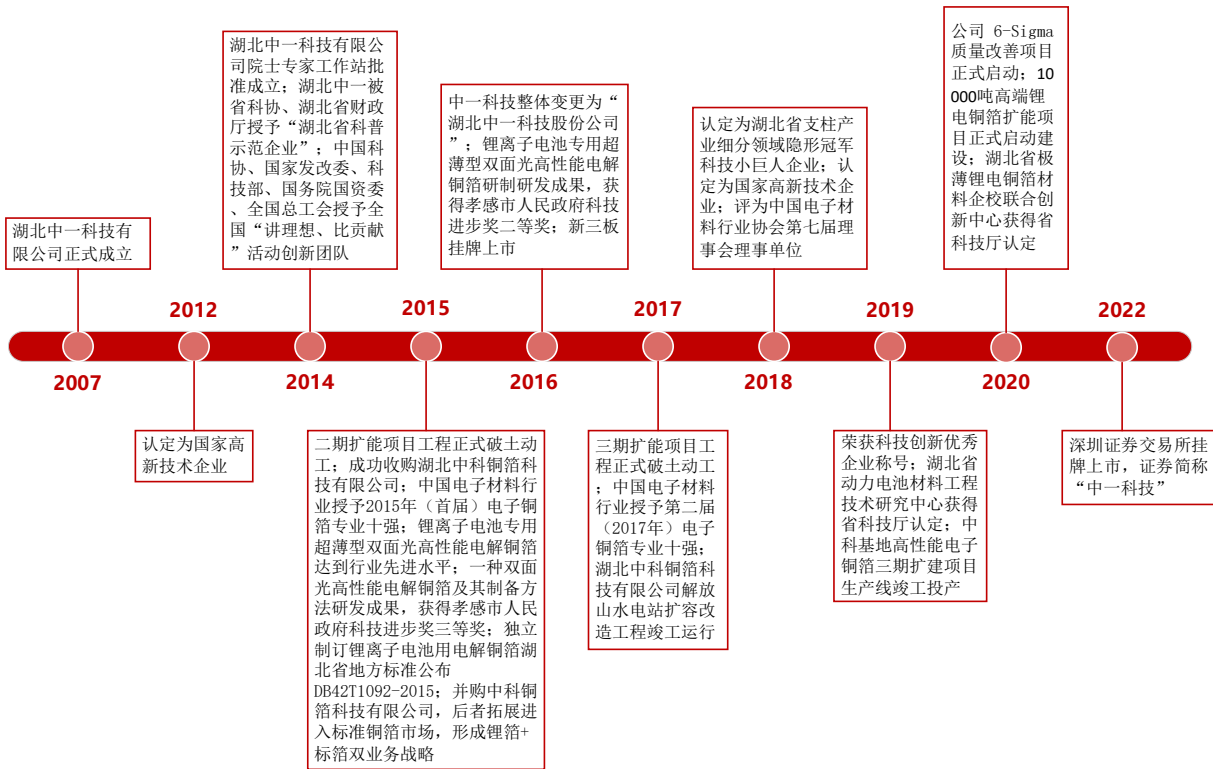 湖北中一科技有
限公司正式成立
2007
2012
认定为国家高
新技术企业
湖北中一科技有限公
司院士专家工作站批
准成立；湖北中一被
省科协、湖北省财政
厅授予“湖北省科普
示范企业”；中国科
协、国家发改委、科
技部、国务院国资委
、全国总工会授予全
国“讲理想、比贡献
”活动创新团队
2014
2015
二期扩能项目工程正式破土动
工；成功收购湖北中科铜箔科
技有限公司；中国电子材料行
业授予2015年（首届）电子铜
箔专业十强；锂离子电池专用
超薄型双面光高性能电解铜箔
达到行业先进水平；一种双面
光高性能电解铜箔及其制备方
法研发成果，获得孝感市人民
政府科技进步奖三等奖；独立
制订锂离子电池用电解铜箔湖
北省地方标准公布
DB42T1092-2015；并购中科铜
箔科技有限公司，后者拓展进
入标准铜箔市场，形成锂箔+
标箔双业务战略
中一科技整体变更为“
湖北中一科技股份公司
”；锂离子电池专用超
薄型双面光高性能电解
铜箔研制研发成果，获
得孝感市人民政府科技
进步奖二等奖；新三板
挂牌上市
2016
2017
三期扩能项目工
程正式破土动工
；中国电子材料
行业授予第二届
（2017年）电子
铜箔专业十强；
湖北中科铜箔科
技有限公司解放
山水电站扩容改
造工程竣工运行
认定为湖北省支柱产
业细分领域隐形冠军
科技小巨人企业；认
定为国家高新技术企
业；评为中国电子材
料行业协会第七届理
事会理事单位
2018
2019
荣获科技创新优秀
企业称号；湖北省
动力电池材料工程
技术研究中心获得
省科技厅认定；中
科基地高性能电子
铜箔三期扩建项目
生产线竣工投产
公司 6-Sigma
质量改善项目
正式启动；10
000吨高端锂
电铜箔扩能项
目正式启动建
设；湖北省极
薄锂电铜箔材
料企校联合创
新中心获得省
科技厅认定
2020
2022
深圳证券交易所挂
牌上市，证券简称
“中一科技”